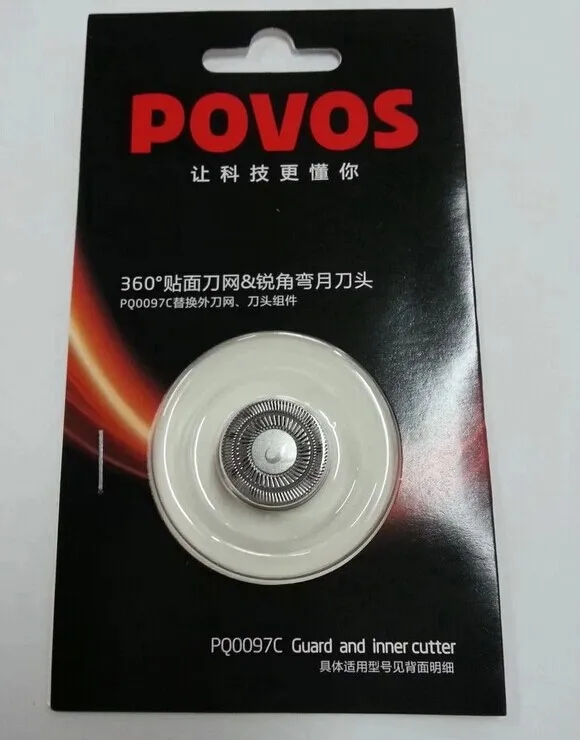 POVOS
让科技更懂你
360°贴面刀网&锐角弯月刀头
PQ0097C替换外刀网、刀头组件
PQ0097C Guard and inner cutter
具体适用型号见背面明细